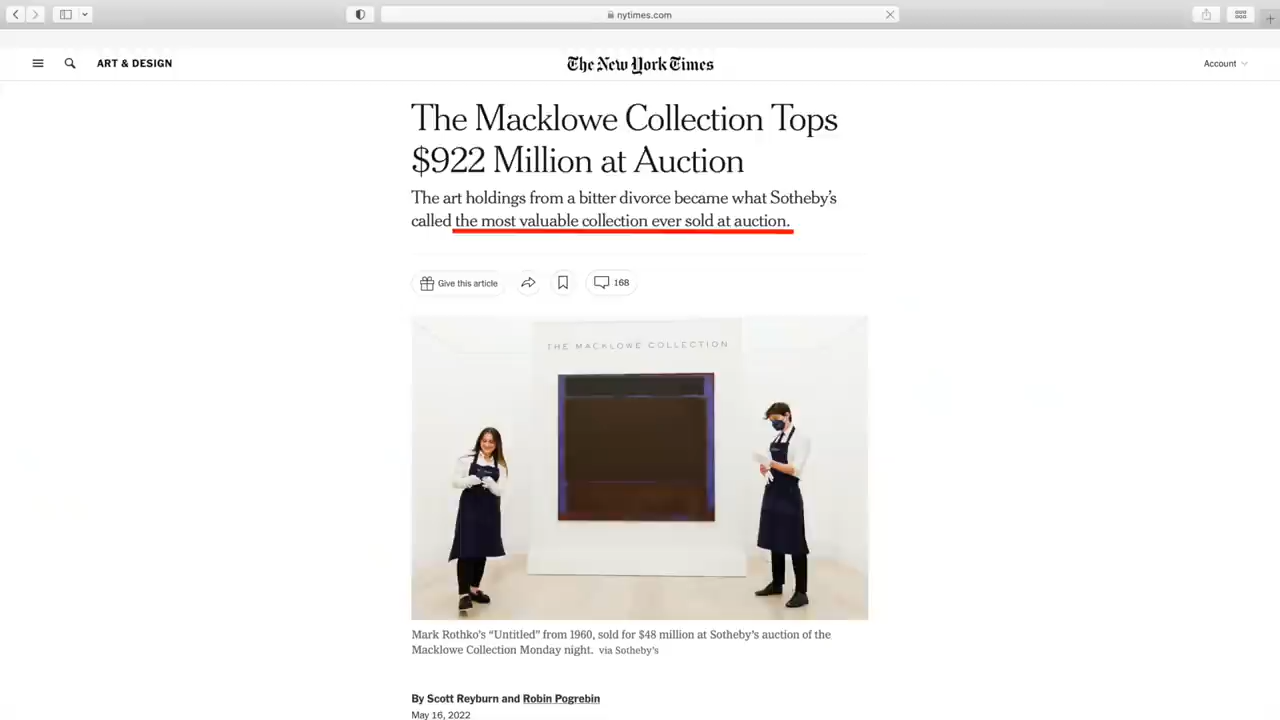 nytimes.com
ART & DESIGN
The New York Times
Account
The Macklowe Collection Tops
$922 Million at Auction
The art holdings from a bitter divorce became what Sotheby's
called the most valuable collection ever sold at auction.
Give this article
168
THE MACKLOWE COLLECTION
Mark Rothko's “Untitled” from 1960, sold for $48 million at Sotheby's auction of the
Macklowe Collection Monday night. via Sotheby's
By Scott Reyburn and Robin Pogrebin
May 16, 2022